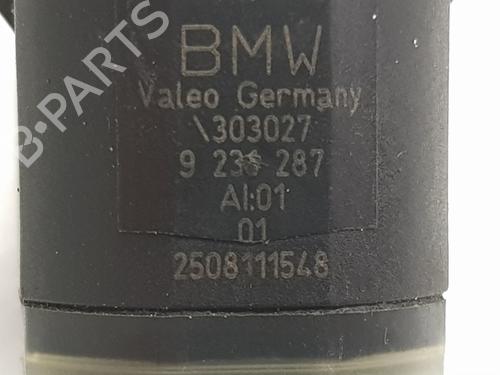 BMW
Valeo Germany
\303027
9 236 287
AI:01
01
2508111548
B-PARTS